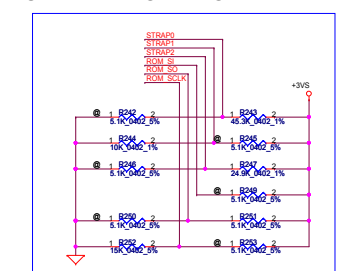 STRAP0
STRAP1
STRAP2
ROM_SI
ROM_SO
ROM_SCLK
+3VS
@ 1 R242 2 1 R243 2
5.1K_0402_5% 45.3K_0402_1%
1 R244 2 @ 1 R245 2
10K_0402_1% 5.1K_0402_5%
@ 1 R246 2 1 R247 2
5.1K_0402_5% 24.9K_0402_1%
@ 1 R249 2
5.1K_0402_5%
@ 1 R250 2 1 R251 2
5.1K_0402_5% 5.1K_0402_5%
1 R252 2 @ 1 R253 2
15K_0402_5% 5.1K_0402_5%